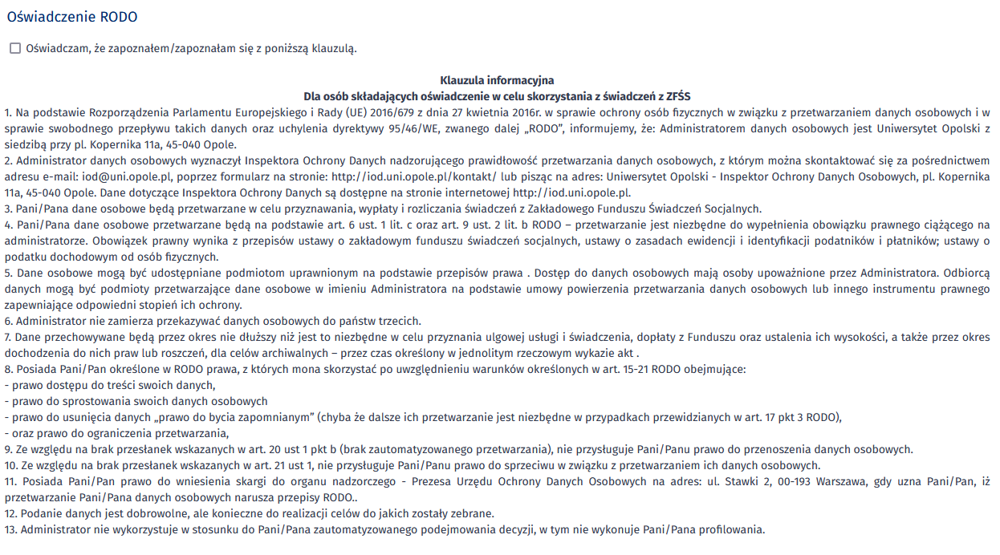 Oświadczenie RODO
Oświadczam, że zapoznałem/zapoznałam się z poniższą klauzulą.
Klauzula informacyjna
Dla osób składających oświadczenie w celu skorzystania z świadczeń z ZFŚS
1. Na podstawie Rozporządzenia Parlamentu Europejskiego i Rady (UE) 2016/679 z dnia 27 kwietnia 2016r. w sprawie ochrony osób fizycznych w związku z przetwarzaniem danych osobowych i w
sprawie swobodnego przepływu takich danych oraz uchylenia dyrektywy 95/46/WE, zwanego dalej „RODO”, informujemy, że: Administratorem danych osobowych jest Uniwersytet Opolski z
siedzibą przy pl. Kopernika 11a, 45-040 Opole.
2. Administrator danych osobowych wyznaczył Inspektora Ochrony Danych nadzorującego prawidłowość przetwarzania danych osobowych, z którym można skontaktować się za pośrednictwem
adresu e-mail: iod@uni.opole.pl, poprzez formularz na stronie: http://iod.uni.opole.pl/kontakt/ lub pisząc na adres: Uniwersytet Opolski - Inspektor Ochrony Danych Osobowych, pl. Kopernika
11a, 45-040 Opole. Dane dotyczące Inspektora Ochrony Danych są dostępne na stronie internetowej http://iod.uni.opole.pl.
3. Pani/Pana dane osobowe będą przetwarzane w celu przyznawania, wypłaty i rozliczania świadczeń z Zakładowego Funduszu Świadczeń Socjalnych.
4. Pani/Pana dane osobowe przetwarzane będą na podstawie art. 6 ust. 1 lit. c oraz art. 9 ust. 2 lit. b RODO – przetwarzanie jest niezbędne do wypełnienia obowiązku prawnego ciążącego na
administratorze. Obowiązek prawny wynika z przepisów ustawy o zakładowym funduszu świadczeń socjalnych, ustawy o zasadach ewidencji i identyfikacji podatników i płatników; ustawy o
podatku dochodowym od osób fizycznych.
5. Dane osobowe mogą być udostępniane podmiotom uprawnionym na podstawie przepisów prawa . Dostęp do danych osobowych mają osoby upoważnione przez Administratora. Odbiorcą
danych mogą być podmioty przetwarzające dane osobowe w imieniu Administratora na podstawie umowy powierzenia przetwarzania danych osobowych lub innego instrumentu prawnego
zapewniające odpowiedni stopień ich ochrony.
6. Administrator nie zamierza przekazywać danych osobowych do państw trzecich.
7. Dane przechowywane będą przez okres nie dłuższy niż jest to niezbędne w celu przyznania ulgowej usługi i świadczenia, dopłaty z Funduszu oraz ustalenia ich wysokości, a także przez okres
dochodzenia do nich praw lub roszczeń, dla celów archiwalnych – przez czas określony w jednolitym rzeczowym wykazie akt .
8. Posiada Pani/Pan określone w RODO prawa, z których mona skorzystać po uwzględnieniu warunków określonych w art. 15-21 RODO obejmujące:
- prawo dostępu do treści swoich danych,
- prawo do sprostowania swoich danych osobowych
- prawo do usunięcia danych „prawo do bycia zapomnianym” (chyba że dalsze ich przetwarzanie jest niezbędne w przypadkach przewidzianych w art. 17 pkt 3 RODO),
- oraz prawo do ograniczenia przetwarzania,
9. Ze względu na brak przesłanek wskazanych w art. 20 ust 1 pkt b (brak zautomatyzowanego przetwarzania), nie przysługuje Pani/Panu prawo do przenoszenia danych osobowych.
10. Ze względu na brak przesłanek wskazanych w art. 21 ust 1, nie przysługuje Pani/Panu prawo do sprzeciwu w związku z przetwarzaniem ich danych osobowych.
11. Posiada Pani/Pan prawo do wniesienia skargi do organu nadzorczego - Prezesa Urzędu Ochrony Danych Osobowych na adres: ul. Stawki 2, 00-193 Warszawa, gdy uzna Pani/Pan, iż
przetwarzanie Pani/Pana danych osobowych narusza przepisy RODO..
12. Podanie danych jest dobrowolne, ale konieczne do realizacji celów do jakich zostały zebrane.
13. Administrator nie wykorzystuje w stosunku do Pani/Pana zautomatyzowanego podejmowania decyzji, w tym nie wykonuje Pani/Pana profilowania.